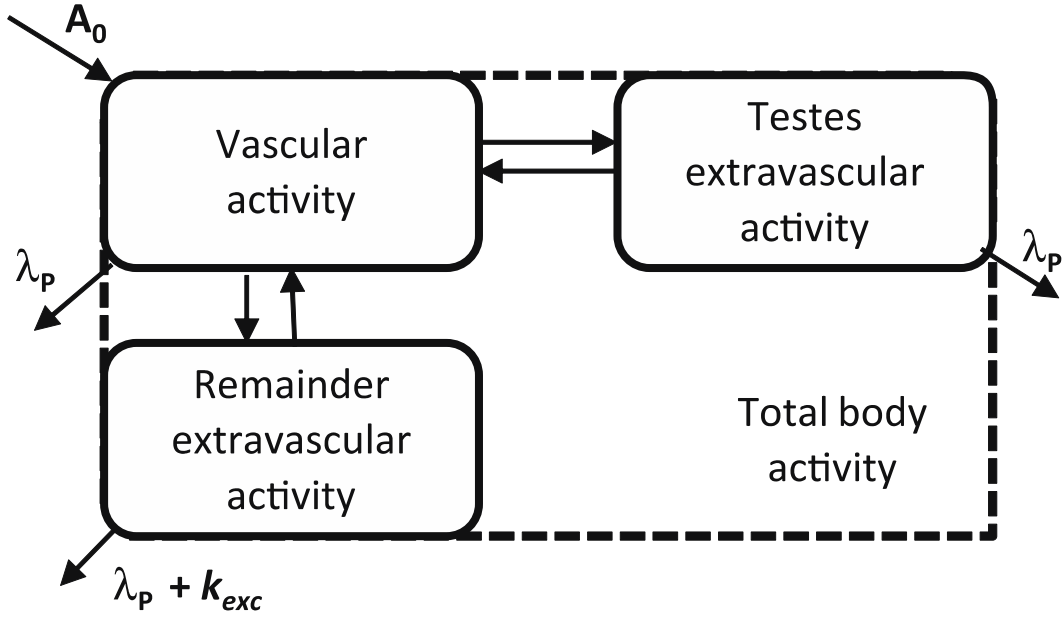 A0
Vascular
activity
Testes
extravascular
activity
λP
λP
Remainder
extravascular
activity
Total body
activity
λP + kexc